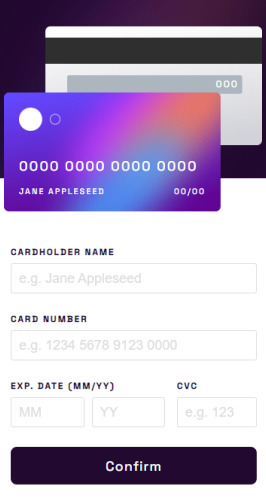 000
0000 0000 0000 0000
JANE APPLESEED 00/00
CARDHOLDER NAME
e.g. Jane Appleseed
CARD NUMBER
e.g. 1234 5678 9123 0000
EXP. DATE (MM/YY) CVC
MM YY e.g. 123
Confirm